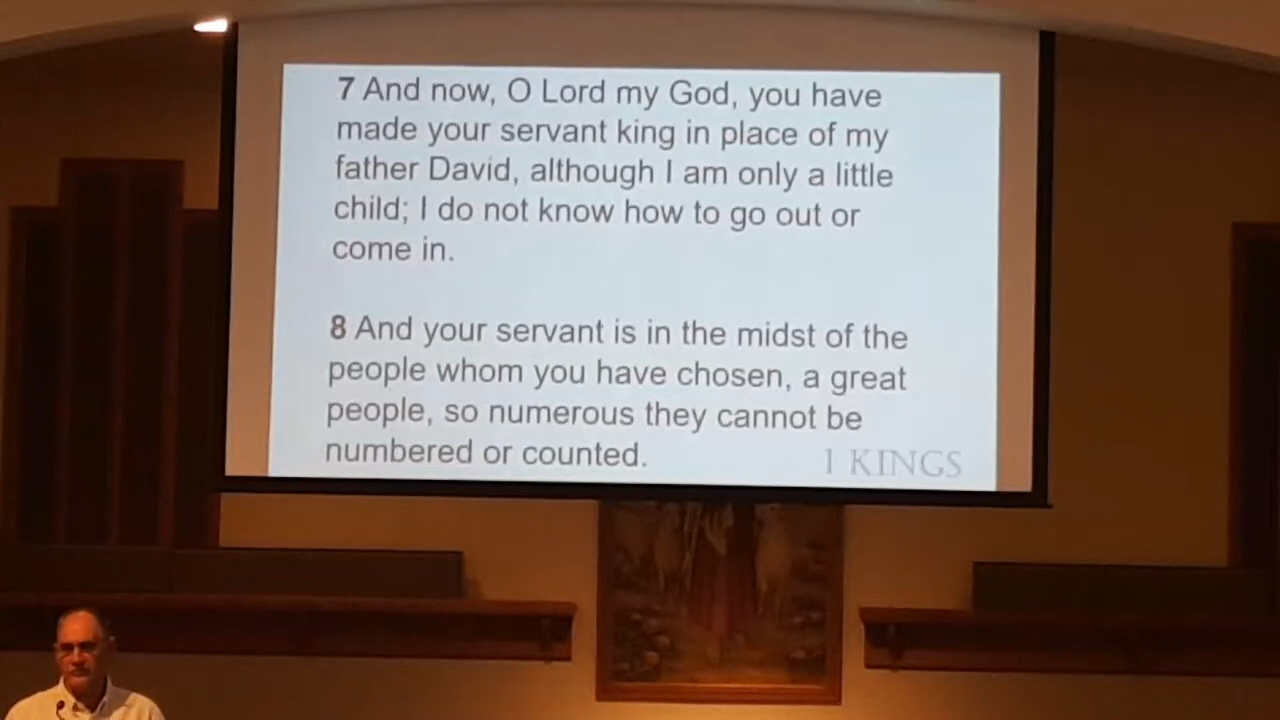 7 And now, O Lord my God, you have
made your servant king in place of my
father David, although I am only a little
child; I do not know how to go out or
come in.
8 And your servant is in the midst of the
people whom you have chosen, a great
people, so numerous they cannot be
numbered or counted.
1 KINGS